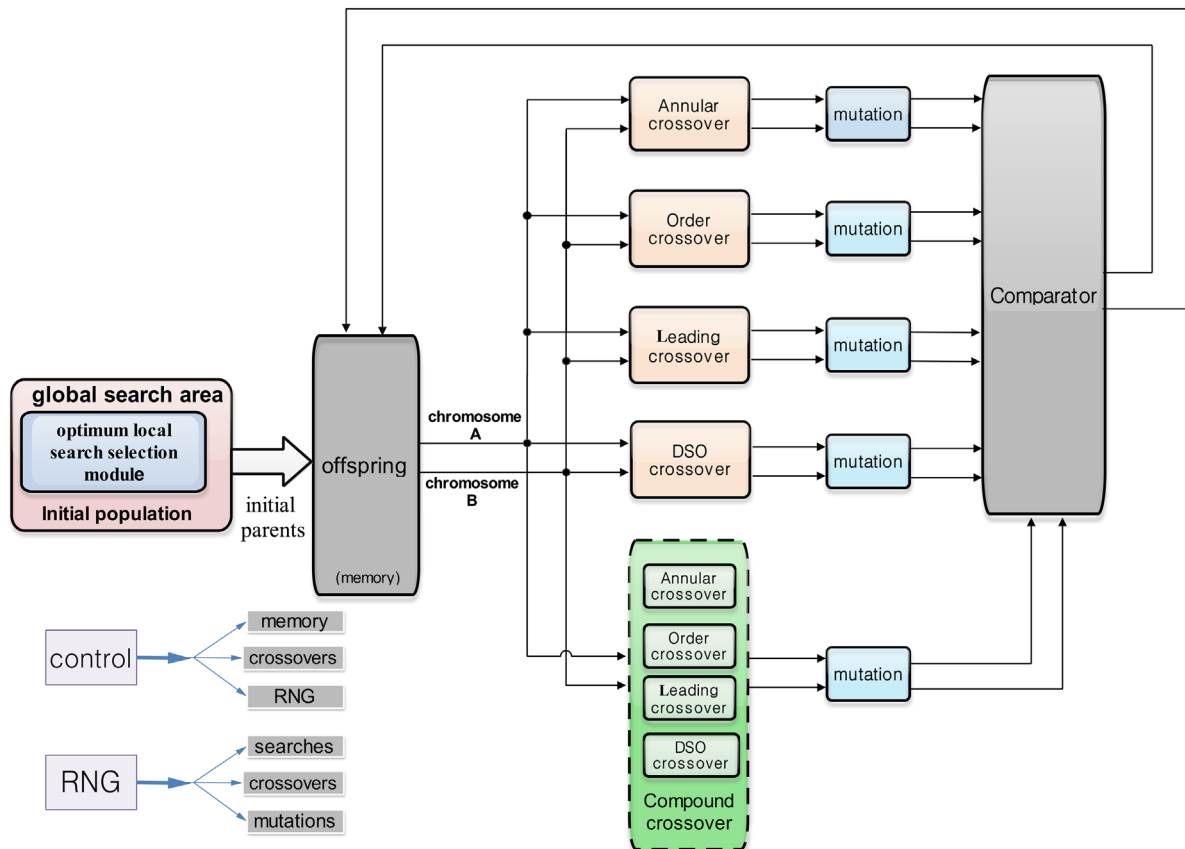 Annular
crossover
mutation
Order
crossover
mutation
Comparator
Leading
crossover
mutation
global search area
optimum local
search selection
module
Initial population
initial
parents
offspring
(memory)
chromosome
A
chromosome
B
DSO
crossover
mutation
Annular
crossover
Order
crossover
Leading
crossover
DSO
crossover
Compound
crossover
mutation
control
memory
crossovers
RNG
RNG
searches
crossovers
mutations